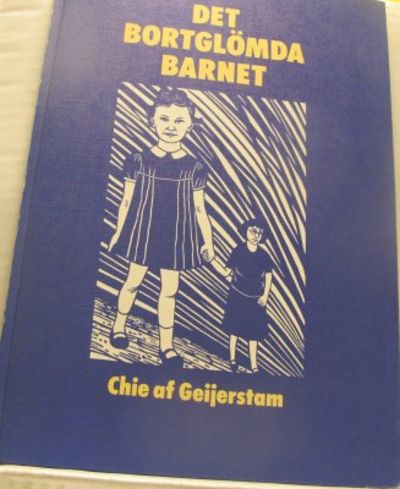 DET
BORTGLÖMDA
BARNET
Chie af Geijerstam